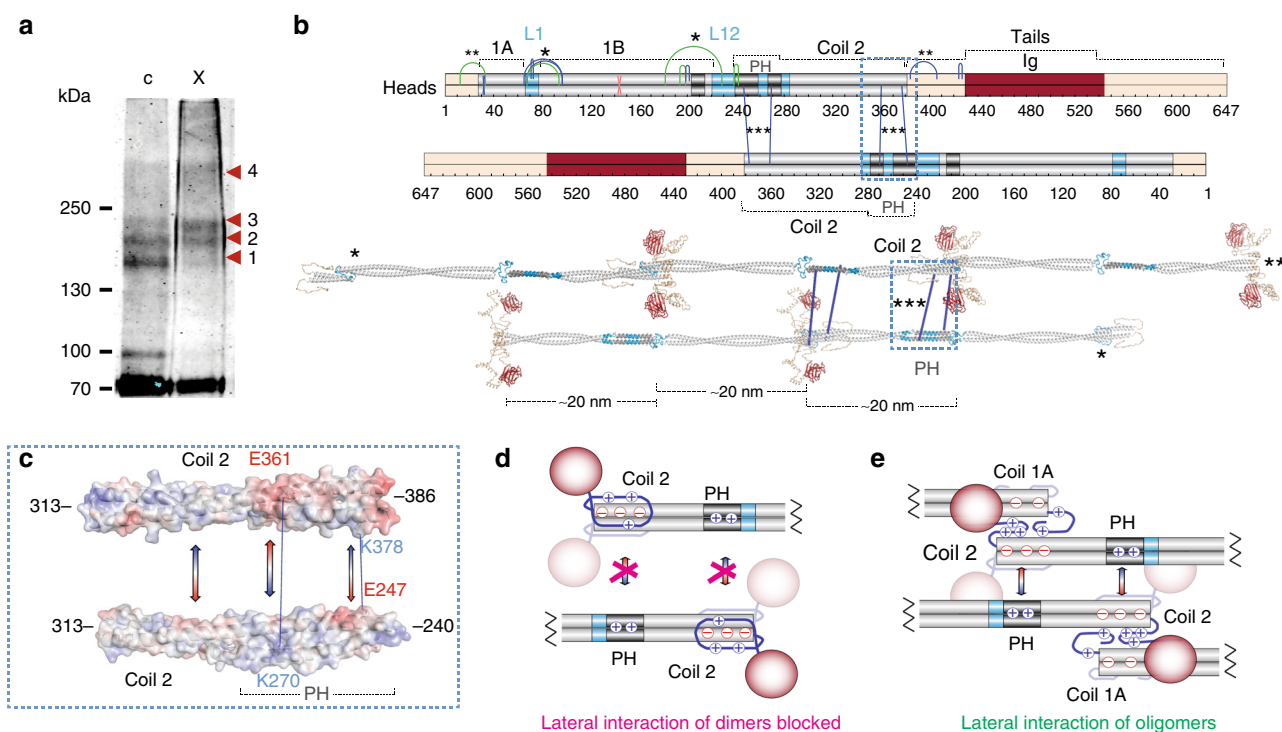 a
c X
kDa
250
130
100
70
4
3
2
1
b
L1 L12
** 1A * 1B * Coil 2 ** Tails
PH Ig
Heads
1 40 80 120 160 200 240 280 320 360 400 440 480 520 560 600 647
*** ***
647 600 560 520 480 440 400 360 320 280 240 200 160 120 80 40 1
PH
Coil 2 Coil 2
* **
***
PH *
~20 nm
~20 nm ~20 nm
c
Coil 2 E361
313– –386
K378
E247
313– –240
Coil 2 K270
PH
d
Coil 2 PH
+ + − − − + + +
+ + + − − − + +
Coil 2
Lateral interaction of dimers blocked
e
Coil 1A
− −
+ + + + PH
Coil 2 − − − + +
+ + − − − Coil 2
PH + + + +
− −
Coil 1A
Lateral interaction of oligomers